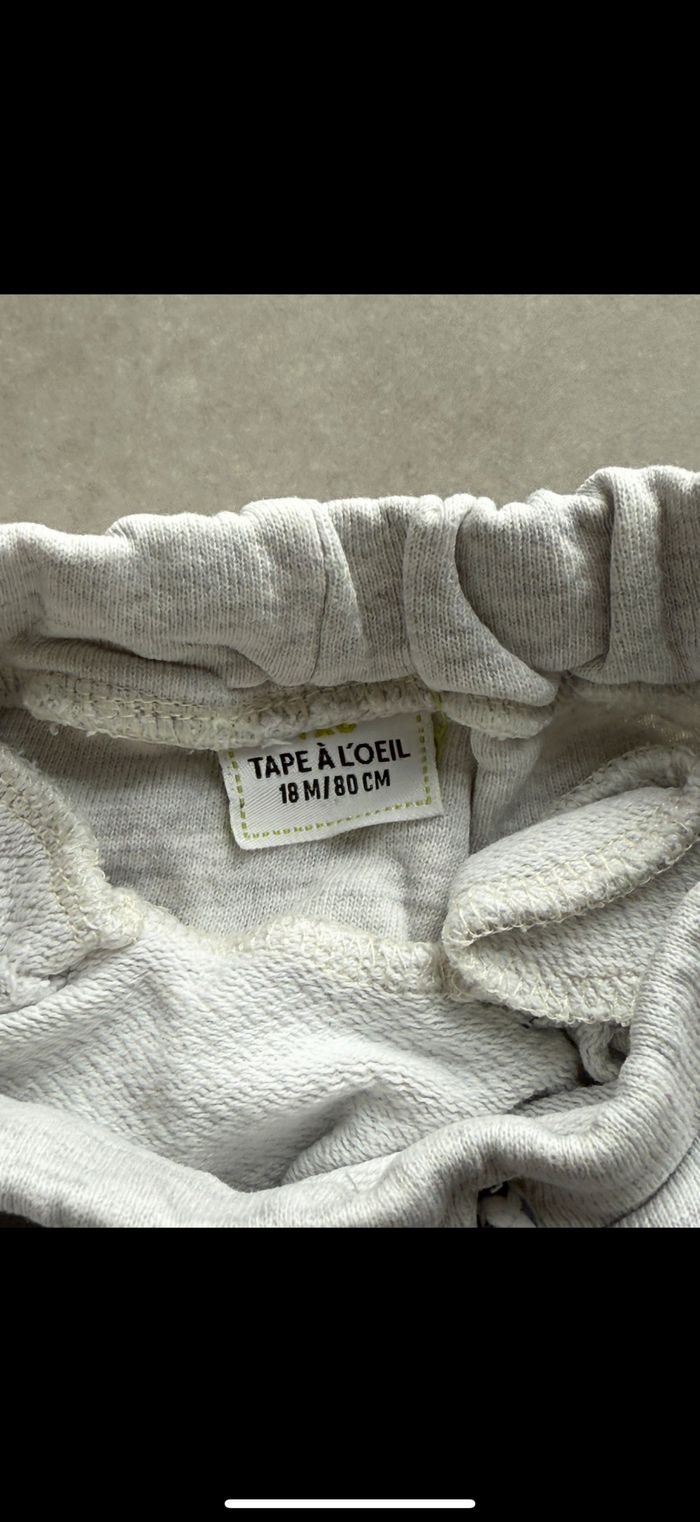 TAPE À L'OEIL
18 M/80 CM